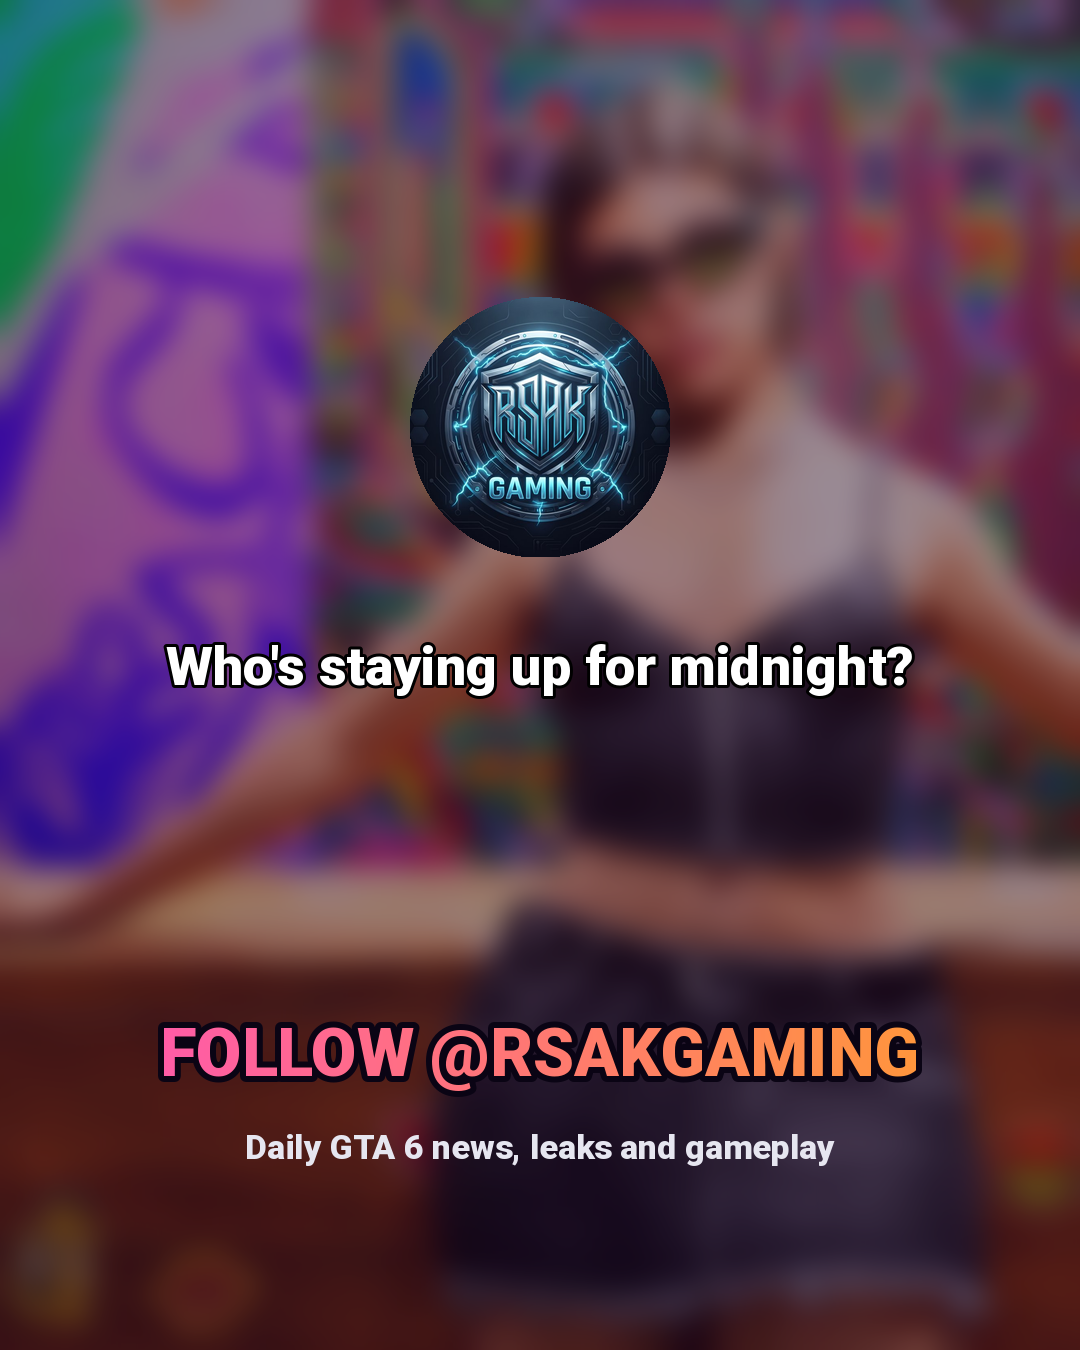 RSAK
GAMING
Who's staying up for midnight?
FOLLOW @RSAKGAMING
Daily GTA 6 news, leaks and gameplay